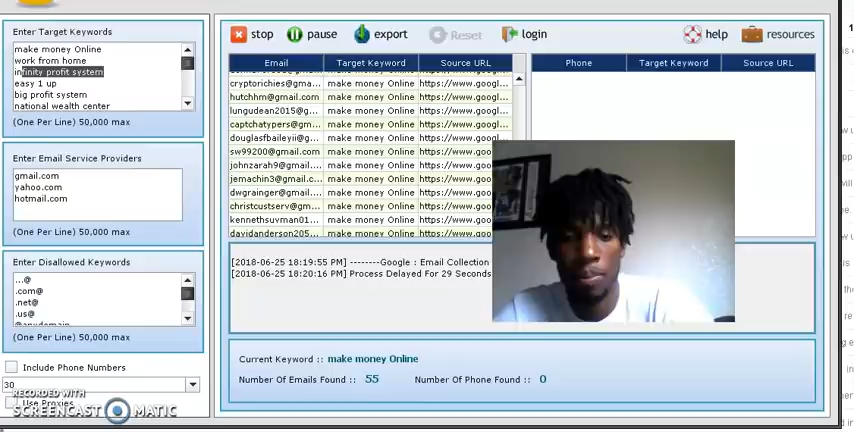 Enter Target Keywords
make money Online
work from home
infinity profit system
easy 1 up
big profit system
national wealth center
(One Per Line) 50,000 max
Enter Email Service Providers
gmail.com
yahoo.com
hotmail.com
Enter Disallowed Keywords
...@
.com@
.net@
.us@
(One Per Line) 50,000 max
Include Phone Numbers
30
Use Proxies
RECORDED WITH
SCREENCAST MATIC
stop
pause
export
Reset
login
help
resources
Email Target Keyword Source URL
make money Online https://www.googl...
cryptorichies@g... make money Online https://www.googl...
hutchhm@gmail.com make money Online https://www.googl...
lungudean2015@g... make money Online https://www.googl...
captchatypers@gm... make money Online https://www.googl...
douglasfbaileyii@g... make money Online https://www.googl...
sw99200@gmail.com make money Online https://www.goo
johnzarah9@gmail... make money Online https://www.goo
jemachin3@gmail.c... make money Online https://www.goo
dwgrainger@gmail.... make money Online https://www.goo
christcustserv@gm... make money Online https://www.goo
kennethsuvman01... make money Online https://www.goo
davidanderson205... make money Online https://www.goo
Phone Target Keyword Source URL
[2018-06-25 18:19:55 PM] --------Google : Email Collection
[2018-06-25 18:20:16 PM] Process Delayed For 29 Seconds
Current Keyword :: make money Online
Number Of Emails Found :: 55 Number Of Phone Found :: 0